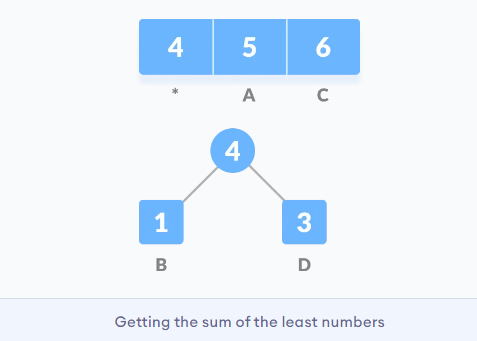 4 5 6
* A C
4
1 3
B D
Getting the sum of the least numbers